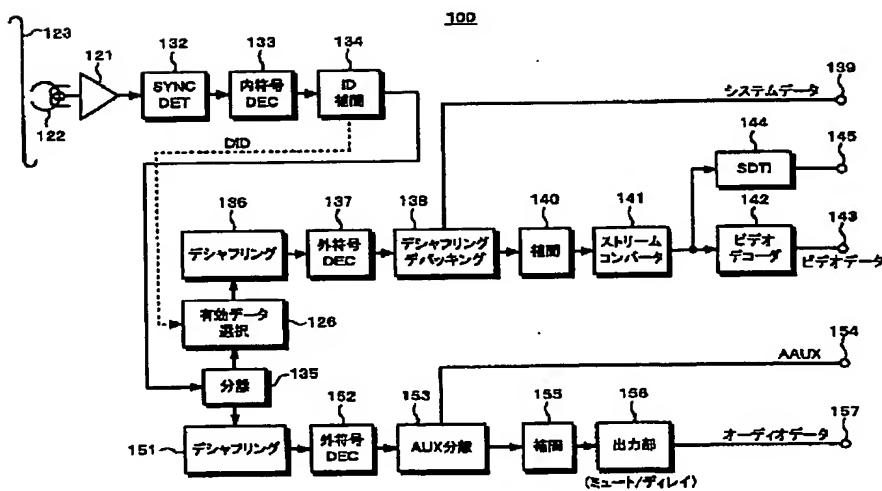 100
123
121
132
133
134
SYNC
DET
内符号
DEC
ID
補間
122
システムデータ
139
DID
144
145
SDTI
136
137
138
140
141
142
143
デシャフリング
外符号
DEC
デシャフリング
デパッキング
補間
ストリーム
コンバータ
ビデオ
デコーダ
ビデオデータ
有効データ
選択
126
154
AAUX
分離
135
152
153
155
156
157
151
デシャフリング
外符号
DEC
AUX分離
補間
出力部
オーディオデータ
(ミュート/ディレイ)